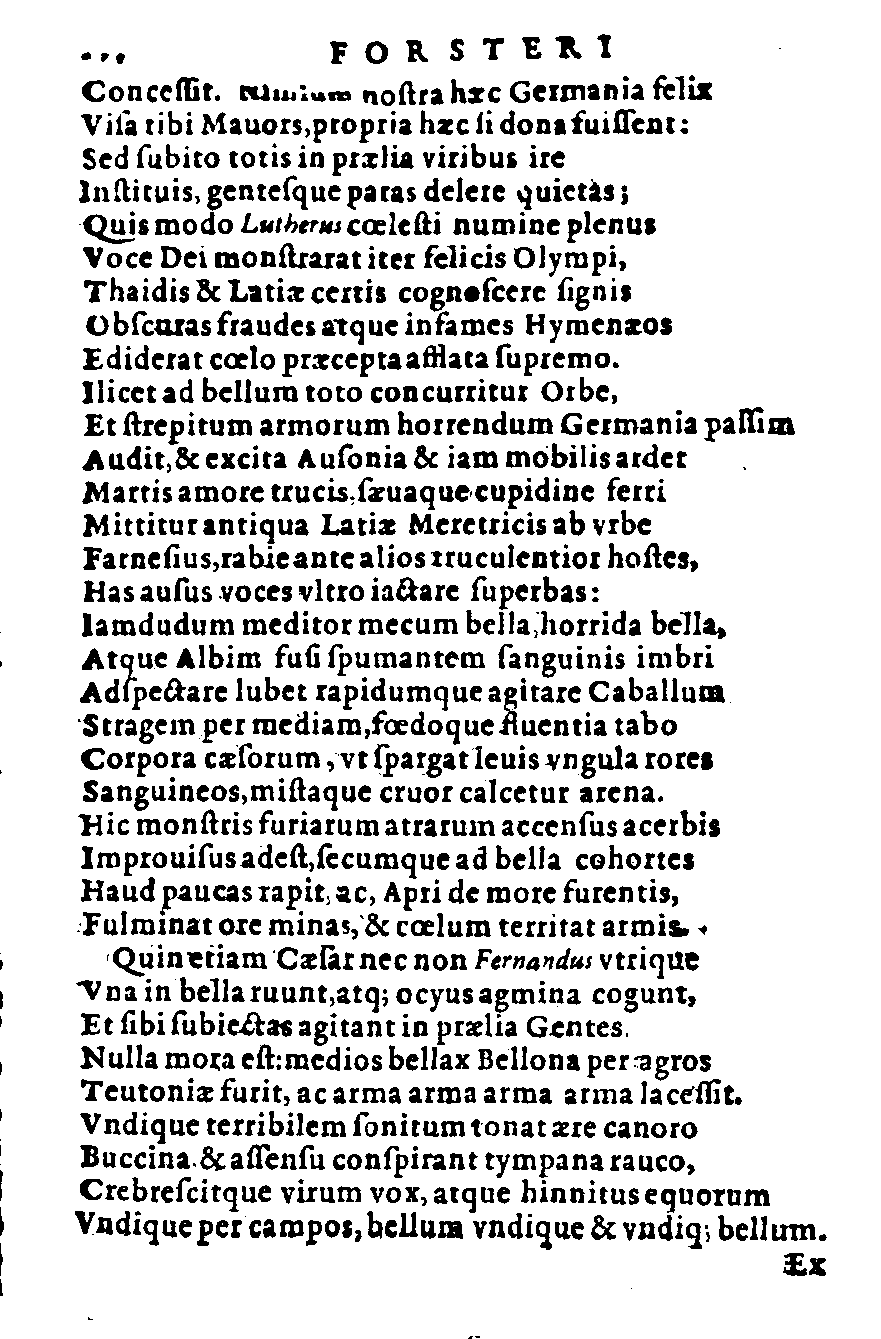 FORSTERI
Conceſſit. nimium noſtra hæc Germania felix
Viſa tibi Mauors, propria hæc ſi dona fuiſſent:
Sed ſubito totis in prælia viribus ire
Inſtituis, genteſque paras delere quietas;
Quis modo Lutherus cœleſti numine plenus
Voce Dei monſtrarat iter felicis Olympi,
Thaidis & Latiæ certis cognoſcere ſignis
Obſcuras fraudes atque infames Hymenæos
Ediderat cœlo præcepta afflata ſupremo.
Ilicet ad bellum toto concurritur Orbe,
Et ſtrepitum armorum horrendum Germania paſſim
Audit, & excita Auſonia & iam mobilis ardet
Martis amore trucis, ſæuaque cupidine ferri
Mittitur antiqua Latiæ Meretricis ab vrbe
Farneſius, rabie ante alios truculentior hoſtes,
Has auſus voces vltro iactare ſuperbas:
Iamdudum meditor mecum bella, horrida bella,
Atque Albim fuſi ſpumantem ſanguinis imbri
Adſpectare lubet rapidumque agitare Caballum
Stragem per mediam, fœdoque fluentia tabo
Corpora cæſorum, vt ſpargat leuis vngula rores
Sanguineos, miſtaque cruor calcetur arena.
Hic monſtris furiarum atrarum accenſus acerbis
Improuiſus adeſt, ſecumque ad bella cohortes
Haud paucas rapit, ac, Apri de more furentis,
Fulminat ore minas, & cœlum territat armis.
Quin etiam Cæſar nec non Fernandus vtrique
Vna in bella ruunt, atq; ocyus agmina cogunt,
Et ſibi ſubiectas agitant in prælia Gentes.
Nulla mora eſt: medios bellax Bellona per agros
Teutoniæ furit, ac arma arma arma arma laceſſit.
Vndique terribilem ſonitum tonat ære canoro
Buccina & aſſenſu conſpirant tympana rauco,
Crebreſcitque virum vox, atque hinnitus equorum
Vndique per campos, bellum vndique & vndiq; bellum.
Ex